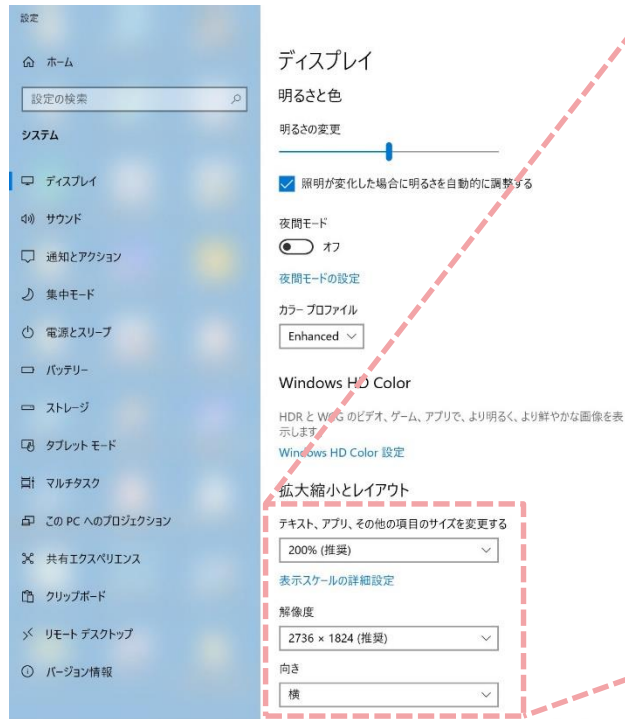 設定
ホーム
設定の検索
システム
ディスプレイ
サウンド
通知とアクション
集中モード
電源とスリープ
バッテリー
ストレージ
タブレット モード
マルチタスク
この PC へのプロジェクション
共有エクスペリエンス
クリップボード
リモート デスクトップ
バージョン情報
ディスプレイ
明るさと色
明るさの変更
照明が変化した場合に明るさを自動的に調整する
夜間モード
オフ
夜間モードの設定
カラー プロファイル
Enhanced
Windows HD Color
HDR と WCG のビデオ、ゲーム、アプリで、より明るく、より鮮やかな画像を表
示します
Windows HD Color 設定
拡大縮小とレイアウト
テキスト、アプリ、その他の項目のサイズを変更する
200% (推奨)
表示スケールの詳細設定
解像度
2736 × 1824 (推奨)
向き
横